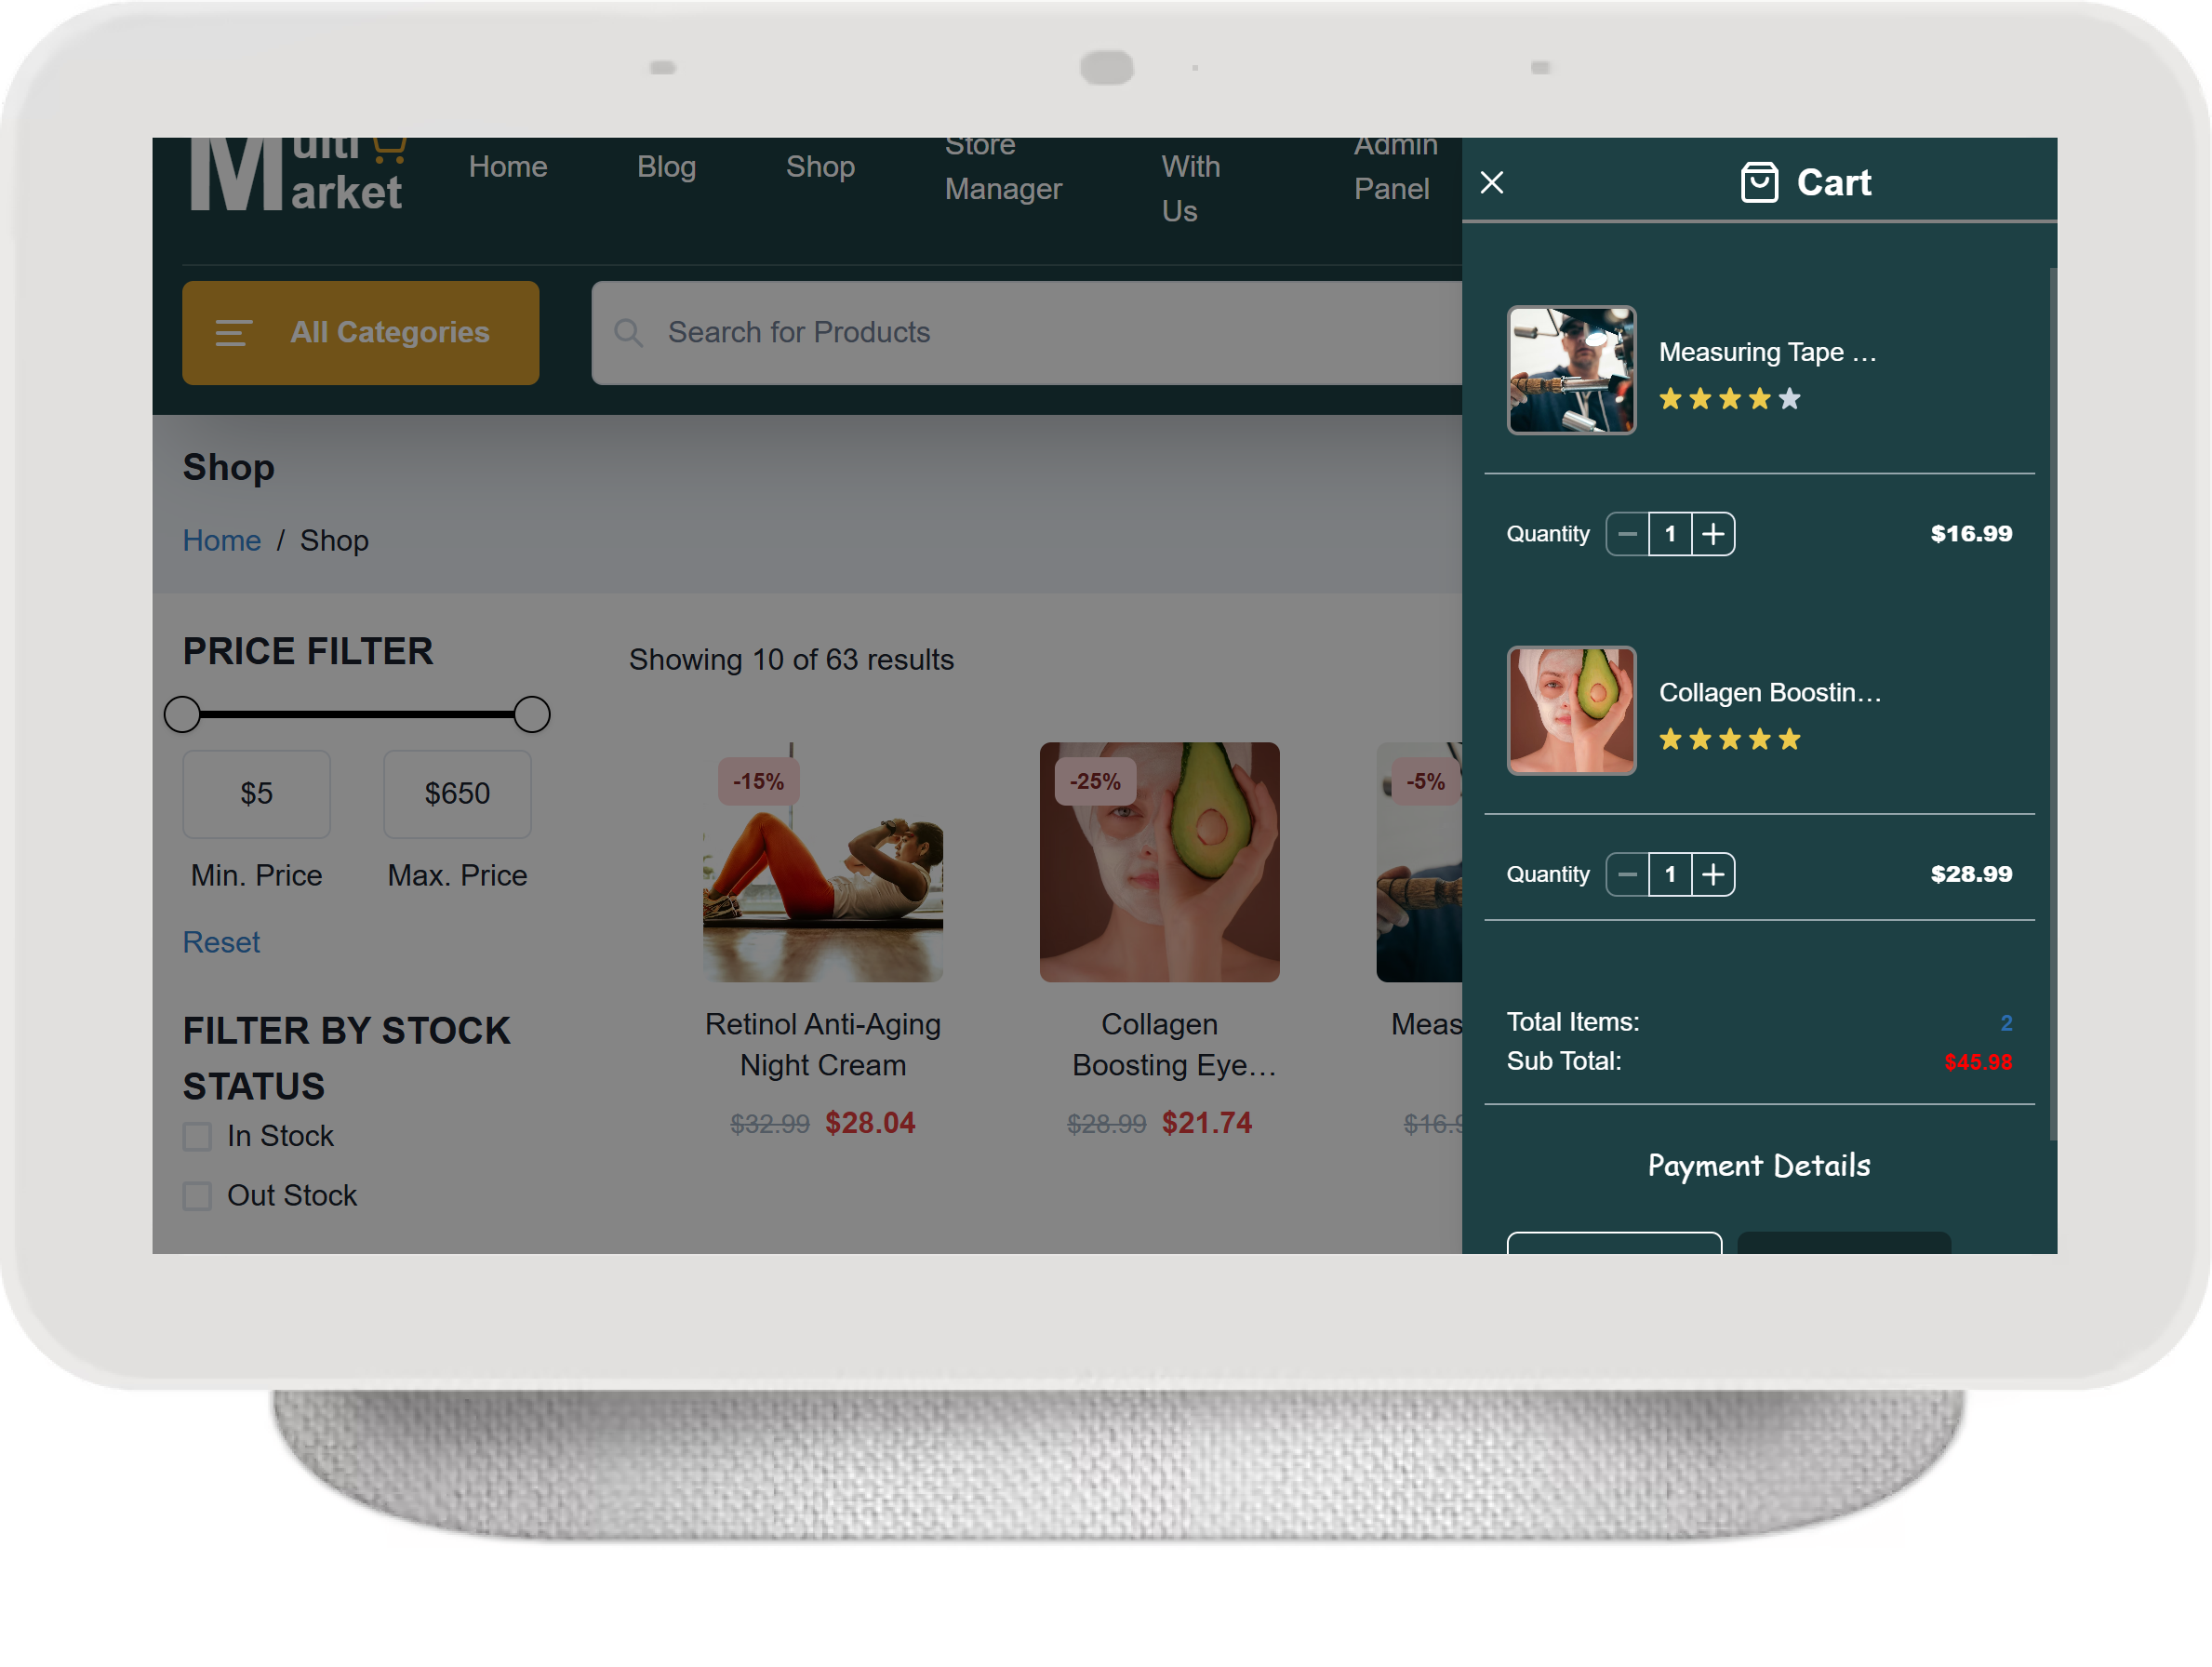 Multi
Market
Home
Blog
Shop
Store
Manager
With
Us
Admin
Panel
All Categories
Search for Products
Shop
Home / Shop
PRICE FILTER
$5
$650
Min. Price
Max. Price
Reset
FILTER BY STOCK
STATUS
In Stock
Out Stock
Showing 10 of 63 results
-15%
Retinol Anti-Aging
Night Cream
$32.99 $28.04
-25%
Collagen
Boosting Eye...
$28.99 $21.74
-5%
Meas
$16.9
Cart
Measuring Tape ...
Quantity
1
$16.99
Collagen Boostin...
Quantity
1
$28.99
Total Items: 2
Sub Total: $45.98
Payment Details